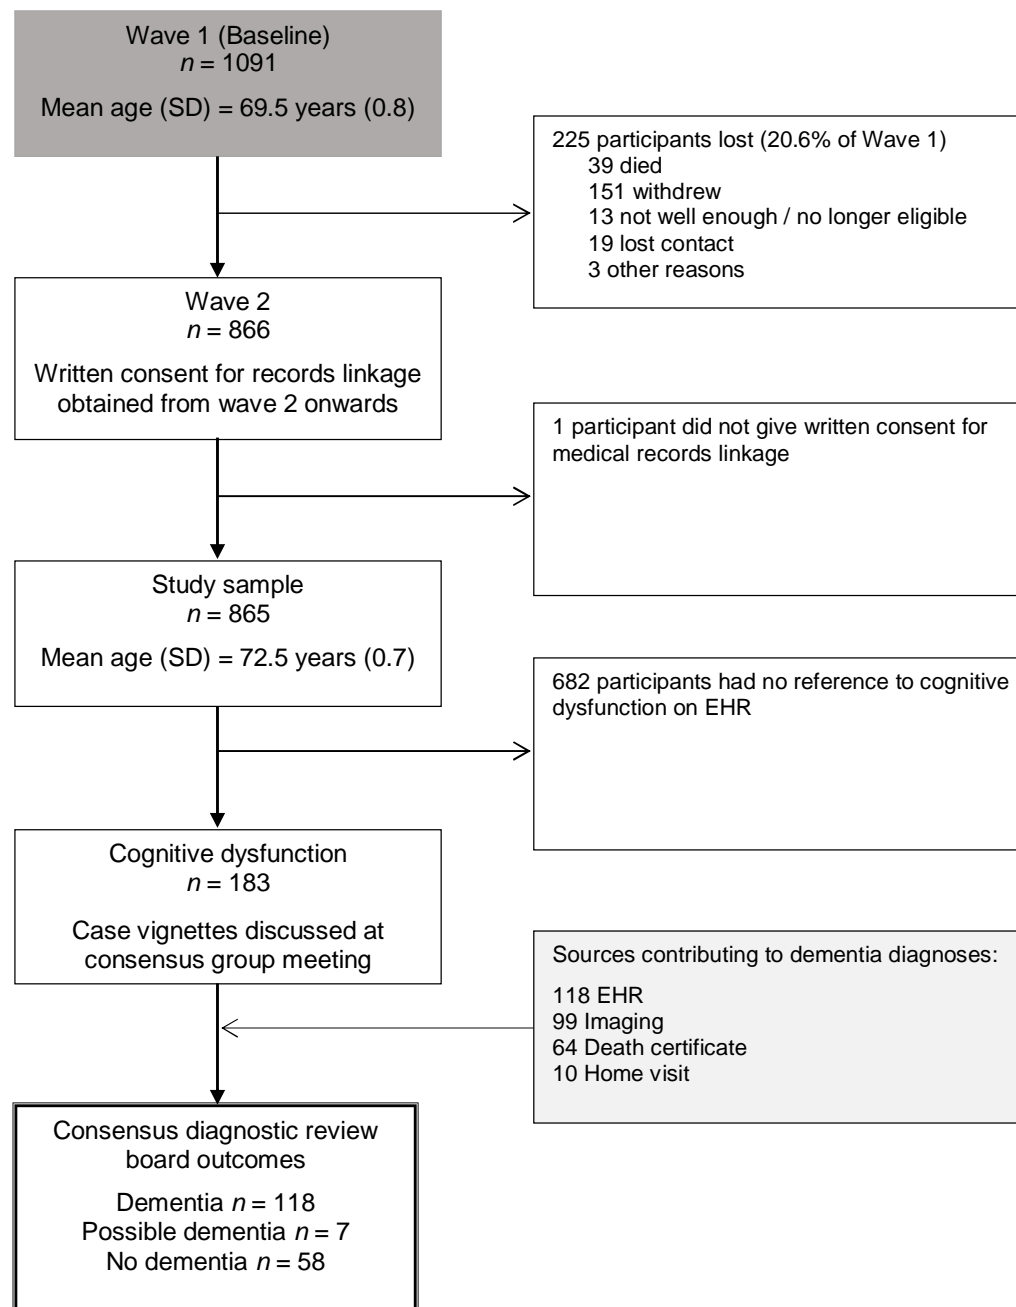 Wave 1 (Baseline)
n = 1091
Mean age (SD) = 69.5 years (0.8)
225 participants lost (20.6% of Wave 1)
39 died
151 withdrew
13 not well enough / no longer eligible
19 lost contact
3 other reasons
Wave 2
n = 866
Written consent for records linkage
obtained from wave 2 onwards
1 participant did not give written consent for
medical records linkage
Study sample
n = 865
Mean age (SD) = 72.5 years (0.7)
682 participants had no reference to cognitive
dysfunction on EHR
Cognitive dysfunction
n = 183
Case vignettes discussed at
consensus group meeting
Sources contributing to dementia diagnoses:
118 EHR
99 Imaging
64 Death certificate
10 Home visit
Consensus diagnostic review
board outcomes
Dementia n = 118
Possible dementia n = 7
No dementia n = 58